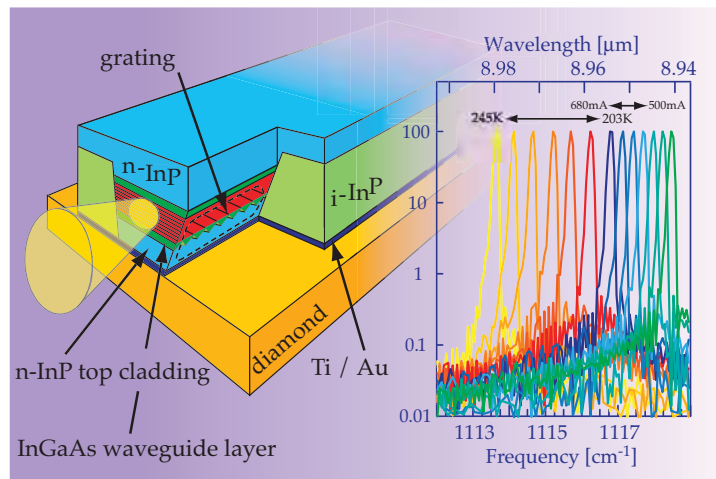 grating
n-InP
i-InP
diamond
n-InP top cladding
Ti / Au
InGaAs waveguide layer
Wavelength [µm]
8.98 8.96 8.94
680mA 500mA
245K 203K
100
10
1
0.1
0.01
1113 1115 1117
Frequency [cm⁻¹]